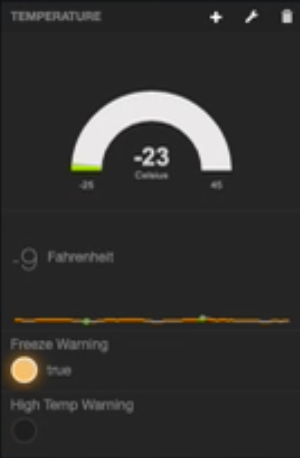 TEMPERATURE
-23
Celsius
-25
45
-9 Fahrenheit
Freeze Warning
true
High Temp Warning